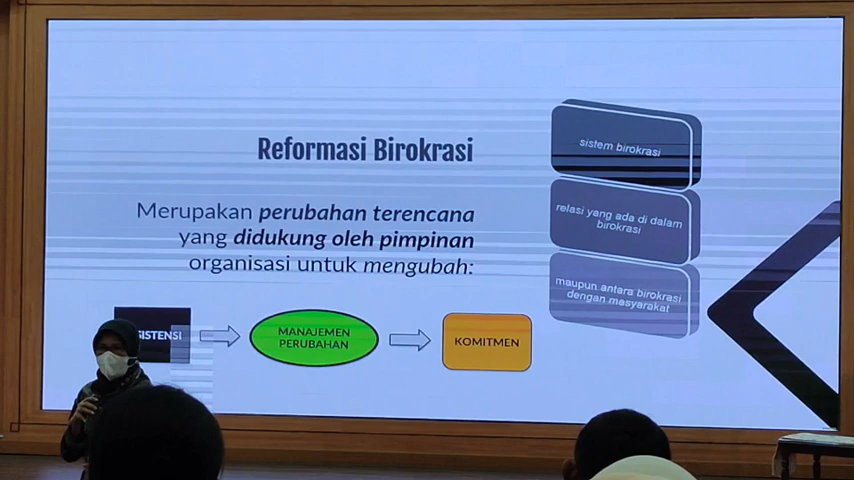 Reformasi Birokrasi
Merupakan perubahan terencana
yang didukung oleh pimpinan
organisasi untuk mengubah:
sistem birokrasi
relasi yang ada di dalam
birokrasi
maupun antara birokrasi
dengan masyarakat
MANAJEMEN
PERUBAHAN
KOMITMEN